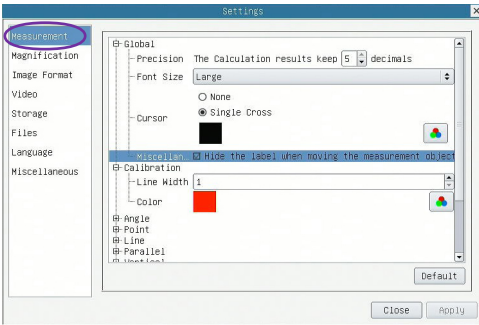 Settings
Measurement
Magnification
Image Format
Video
Storage
Files
Language
Miscellaneous
Global
Precision The Calculation results keep 5 decimals
Font Size Large
None
Cursor Single Cross
Miscellan Hide the label when moving the measurement object
Calibration
Line Width 1
Color
Angle
Point
Line
Parallel
Default
Close Apply